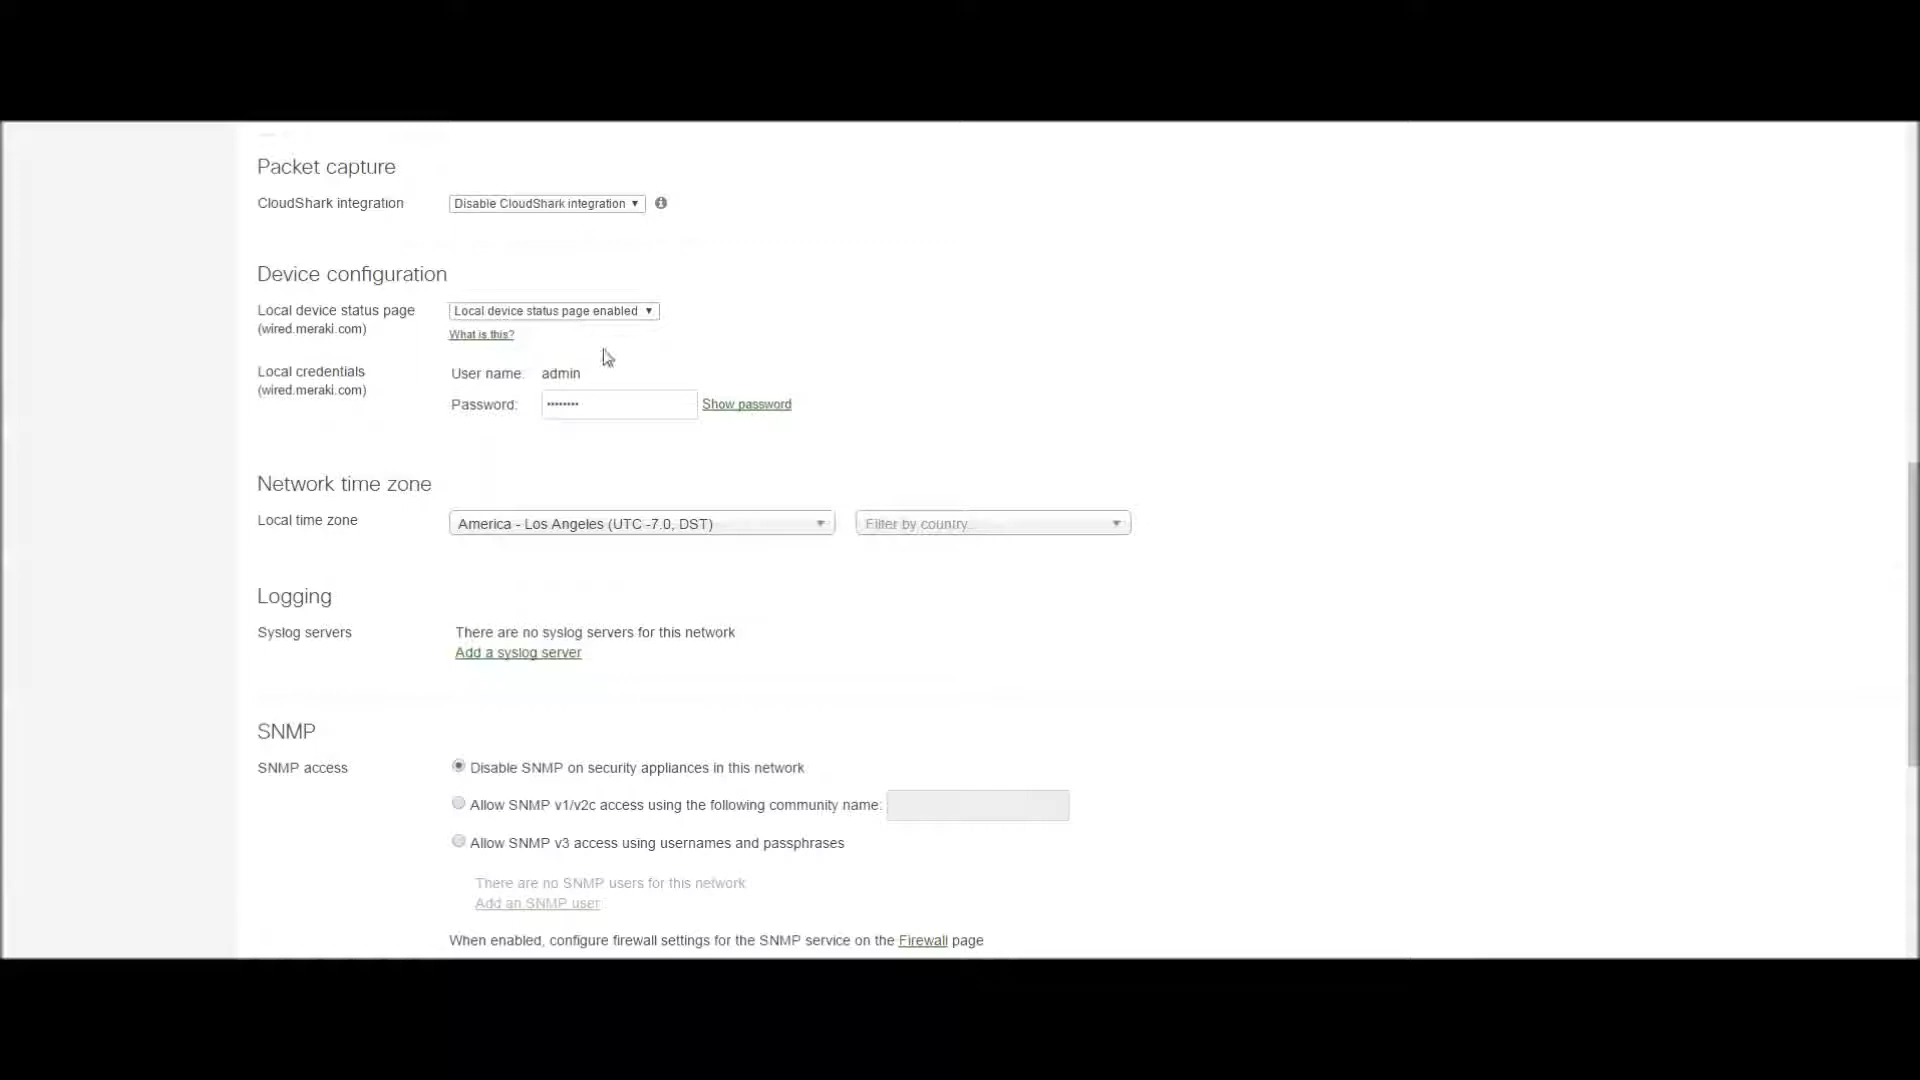 Packet capture
CloudShark integration Disable CloudShark integration
Device configuration
Local device status page Local device status page enabled
(wired.meraki.com)
What is this?
Local credentials User name: admin
(wired.meraki.com)
Password: •••••••• Show password
Network time zone
Local time zone America - Los Angeles (UTC -7.0, DST) Filter by country...
Logging
Syslog servers There are no syslog servers for this network
Add a syslog server
SNMP
SNMP access Disable SNMP on security appliances in this network
Allow SNMP v1/v2c access using the following community name:
Allow SNMP v3 access using usernames and passphrases
There are no SNMP users for this network
Add an SNMP user
When enabled, configure firewall settings for the SNMP service on the Firewall page